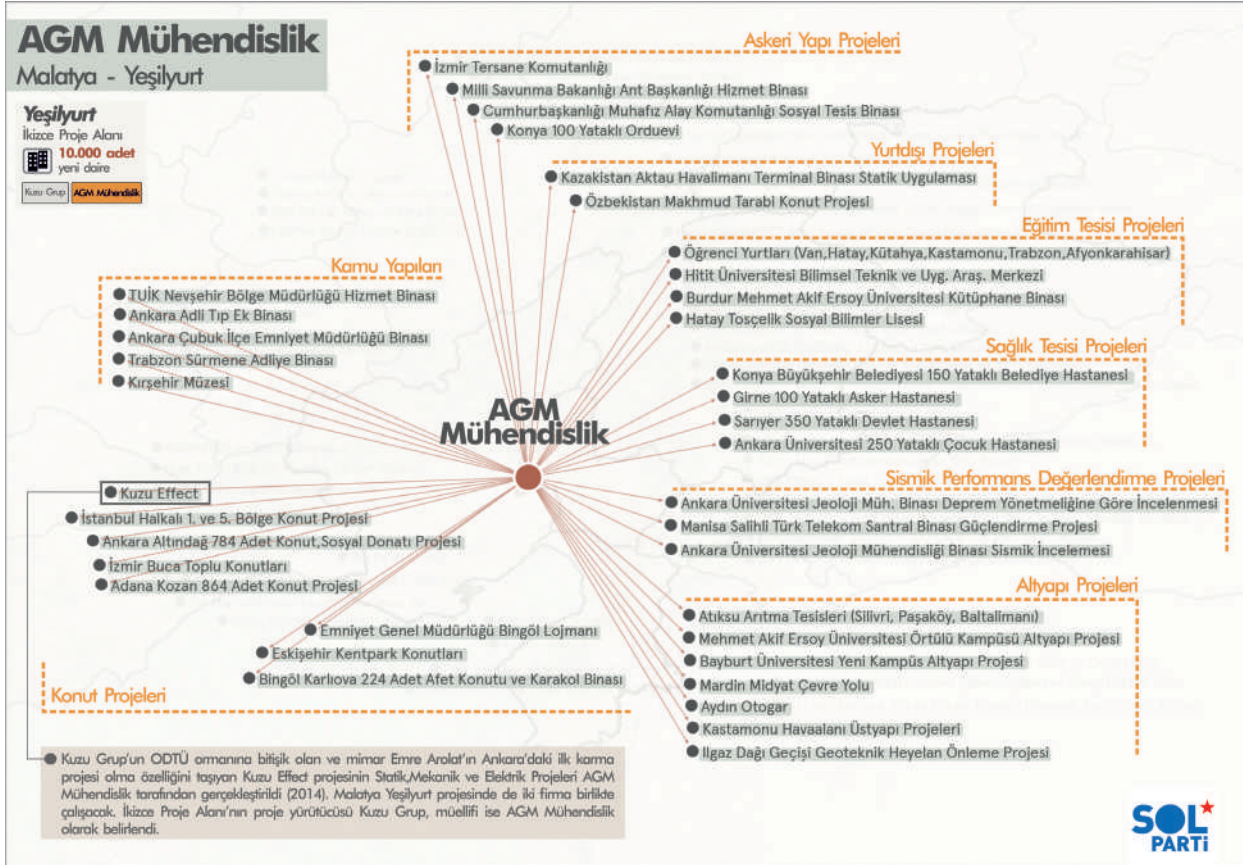 AGM Mühendislik
Malatya - Yeşilyurt
Yeşilyurt
İkizce Proje Alanı
10.000 adet
yeni daire
Kuzu Grup
AGM Mühendislik
Askeri Yapı Projeleri
İzmir Tersane Komutanlığı
Milli Savunma Bakanlığı Ant Başkanlığı Hizmet Binası
Cumhurbaşkanlığı Muhafız Alay Komutanlığı Sosyal Tesis Binası
Konya 100 Yataklı Orduevi
Yurtdışı Projeleri
Kazakistan Aktau Havalimanı Terminal Binası Statik Uygulaması
Özbekistan Makhmud Tarabi Konut Projesi
Eğitim Tesisi Projeleri
Öğrenci Yurtları (Van,Hatay,Kütahya,Kastamonu,Trabzon,Afyonkarahisar)
Hitit Üniversitesi Bilimsel Teknik ve Uyg. Araş. Merkezi
Burdur Mehmet Akif Ersoy Üniversitesi Kütüphane Binası
Hatay Tosçelik Sosyal Bilimler Lisesi
Kamu Yapıları
TUİK Nevşehir Bölge Müdürlüğü Hizmet Binası
Ankara Adli Tıp Ek Binası
Ankara Çubuk İlçe Emniyet Müdürlüğü Binası
Trabzon Sürmene Adliye Binası
Kırşehir Müzesi
Sağlık Tesisi Projeleri
Konya Büyükşehir Belediyesi 150 Yataklı Belediye Hastanesi
Girne 100 Yataklı Asker Hastanesi
Sarıyer 350 Yataklı Devlet Hastanesi
Ankara Üniversitesi 250 Yataklı Çocuk Hastanesi
AGM
Mühendislik
Sismik Performans Değerlendirme Projeleri
Ankara Üniversitesi Jeoloji Müh. Binası Deprem Yönetmeliğine Göre İncelenmesi
Manisa Salihli Türk Telekom Santral Binası Güçlendirme Projesi
Ankara Üniversitesi Jeoloji Mühendisliği Binası Sismik İncelemesi
Kuzu Effect
İstanbul Halkalı 1. ve 5. Bölge Konut Projesi
Ankara Altındağ 784 Adet Konut,Sosyal Donatı Projesi
İzmir Buca Toplu Konutları
Adana Kozan 864 Adet Konut Projesi
Emniyet Genel Müdürlüğü Bingöl Lojmanı
Eskişehir Kentpark Konutları
Bingöl Karlıova 224 Adet Afet Konutu ve Karakol Binası
Konut Projeleri
Altyapı Projeleri
Atıksu Arıtma Tesisleri (Silivri, Paşaköy, Baltalimanı)
Mehmet Akif Ersoy Üniversitesi Örtülü Kampüsü Altyapı Projesi
Bayburt Üniversitesi Yeni Kampüs Altyapı Projesi
Mardin Midyat Çevre Yolu
Aydın Otogar
Kastamonu Havaalanı Üstyapı Projeleri
Ilgaz Dağı Geçişi Geoteknik Heyelan Önleme Projesi
Kuzu Grup'un ODTÜ ormanına bitişik olan ve mimar Emre Arolat'ın Ankara'daki ilk karma
projesi olma özelliğini taşıyan Kuzu Effect projesinin Statik,Mekanik ve Elektrik Projeleri AGM
Mühendislik tarafından gerçekleştirildi (2014). Malatya Yeşilyurt projesinde de iki firma birlikte
çalışacak. İkizce Proje Alanı'nın proje yürütücüsü Kuzu Grup, müellifi ise AGM Mühendislik
olarak belirlendi.
SOL
PARTi